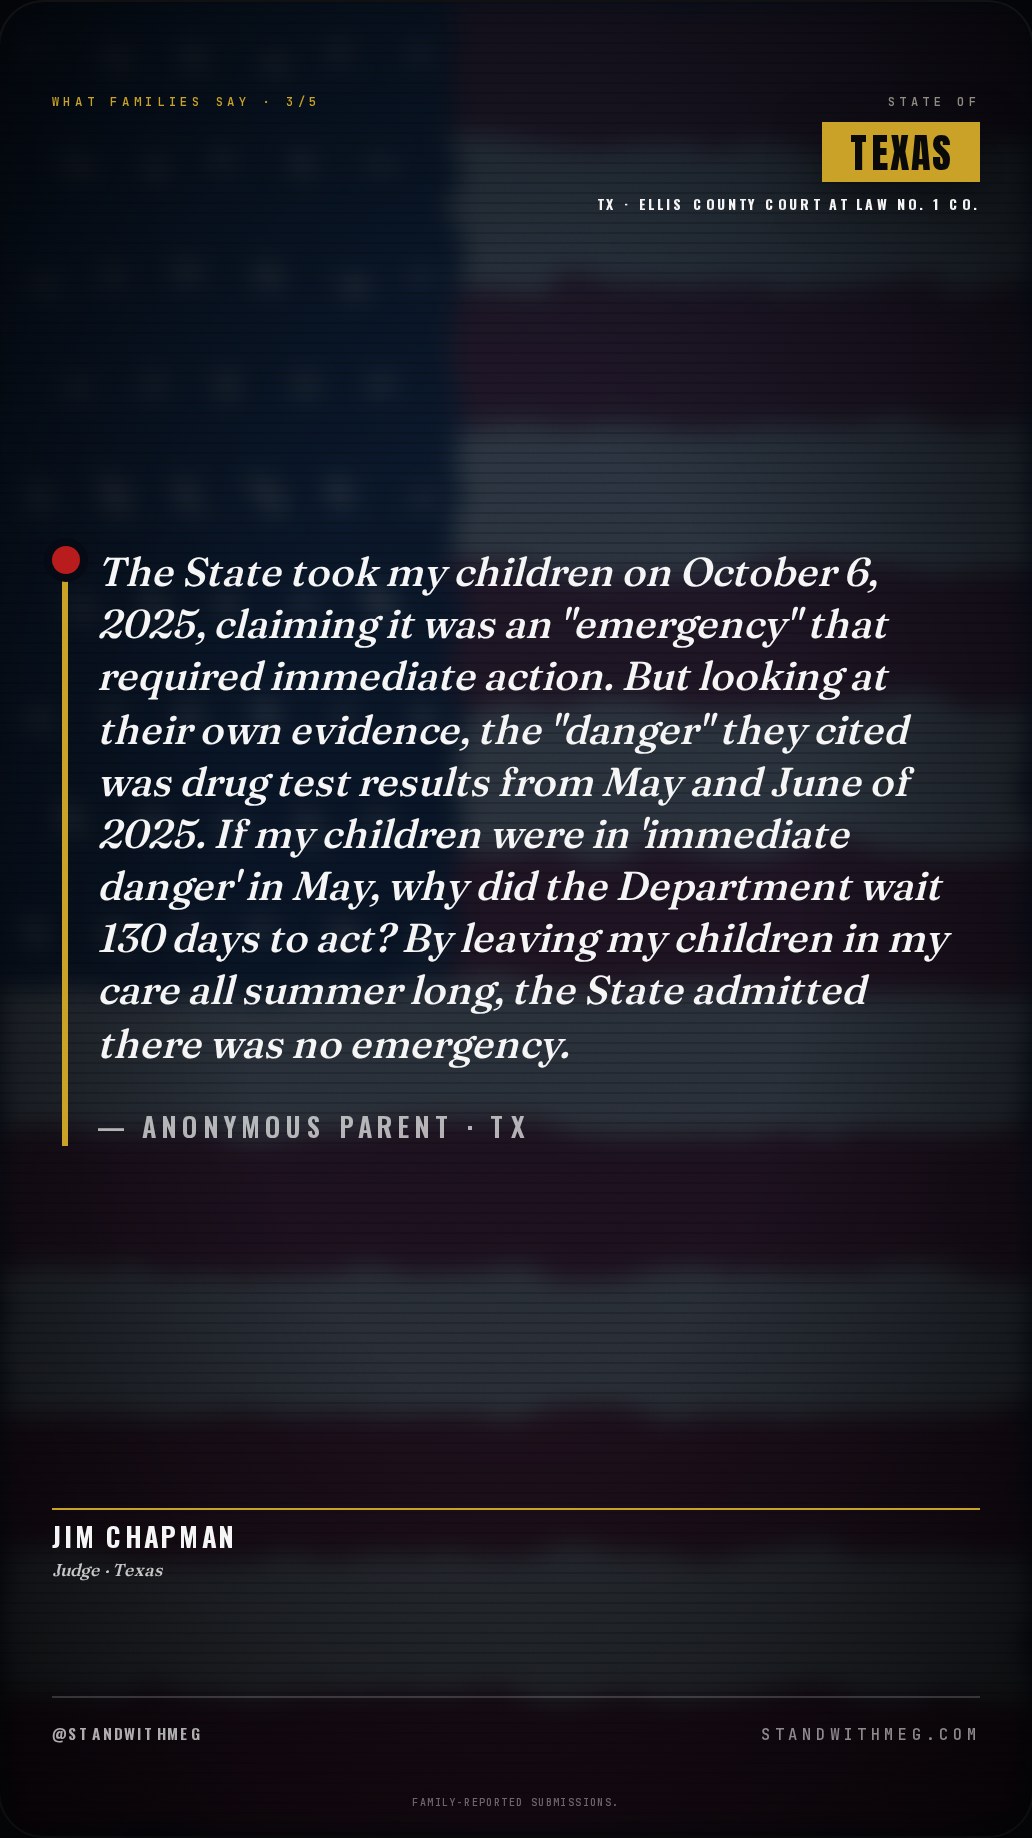 WHAT FAMILIES SAY · 3/5
STATE OF
TEXAS
TX · ELLIS COUNTY COURT AT LAW NO. 1 CO.
The State took my children on October 6,
2025, claiming it was an "emergency" that
required immediate action. But looking at
their own evidence, the "danger" they cited
was drug test results from May and June of
2025. If my children were in 'immediate
danger' in May, why did the Department wait
130 days to act? By leaving my children in my
care all summer long, the State admitted
there was no emergency.
— ANONYMOUS PARENT · TX
JIM CHAPMAN
Judge · Texas
@STANDWITHMEG
STANDWITHMEG.COM
FAMILY-REPORTED SUBMISSIONS.